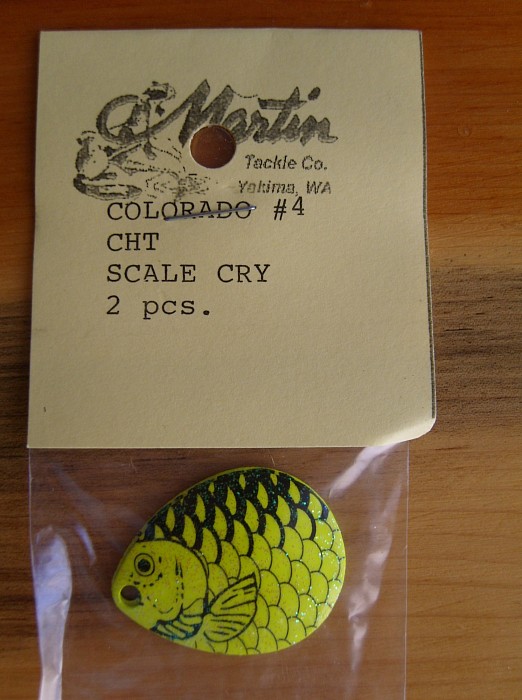 Martin
Tackle Co.
Yakima, WA
COLORADO #4
CHT
SCALE CRY
2 pcs.